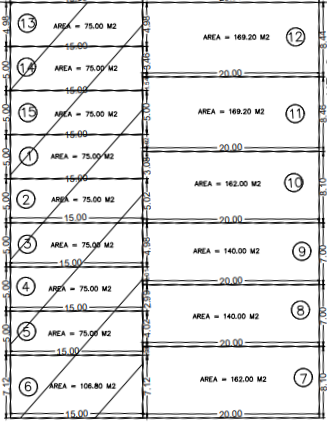 13 AREA = 75.00 M2
4.98
15.00
14 AREA = 75.00 M2
5.00
15.00
15 AREA = 75.00 M2
5.00
15.00
1 AREA = 75.00 M2
5.00
15.00
2 AREA = 75.00 M2
5.00
15.00
3 AREA = 75.00 M2
5.00
15.00
4 AREA = 75.00 M2
5.00
15.00
5 AREA = 75.00 M2
5.00
15.00
6 AREA = 106.80 M2
7.12
15.00
4.98
5.46
5.00
3.08
5.02
4.98
2.99
4.02
7.12
AREA = 169.20 M2 12
8.44
20.00
AREA = 169.20 M2 11
8.46
20.00
AREA = 162.00 M2 10
8.10
20.00
AREA = 140.00 M2 9
7.00
20.00
AREA = 140.00 M2 8
7.00
20.00
AREA = 162.00 M2 7
8.10
20.00